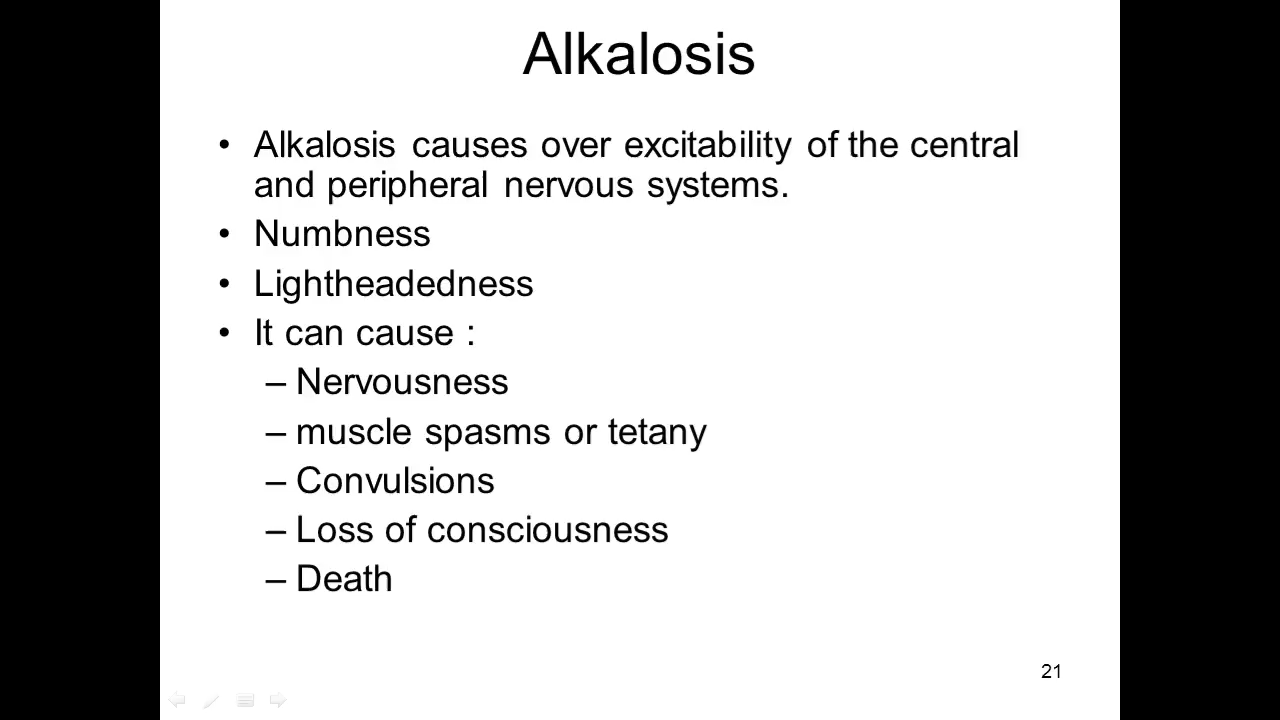 Alkalosis
• Alkalosis causes over excitability of the central
and peripheral nervous systems.
• Numbness
• Lightheadedness
• It can cause :
– Nervousness
– muscle spasms or tetany
– Convulsions
– Loss of consciousness
– Death
21